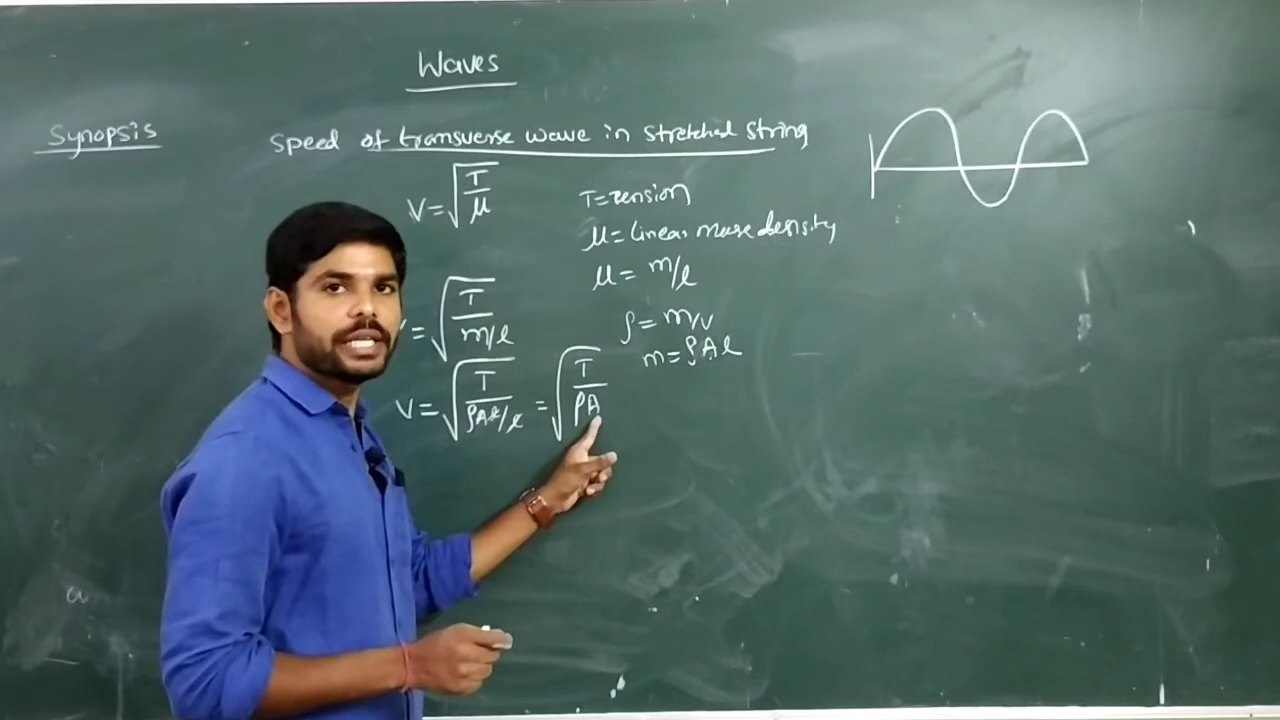 Waves
Synopsis
Speed of transverse wave in stretched string
V=√(T/μ)
T=tension
μ=linear mass density
μ= m/l
= √(T/(m/l))
ρ= m/v
m=ρAl
V=√(T/(ρAl/l)) = √(T/(ρA))
a